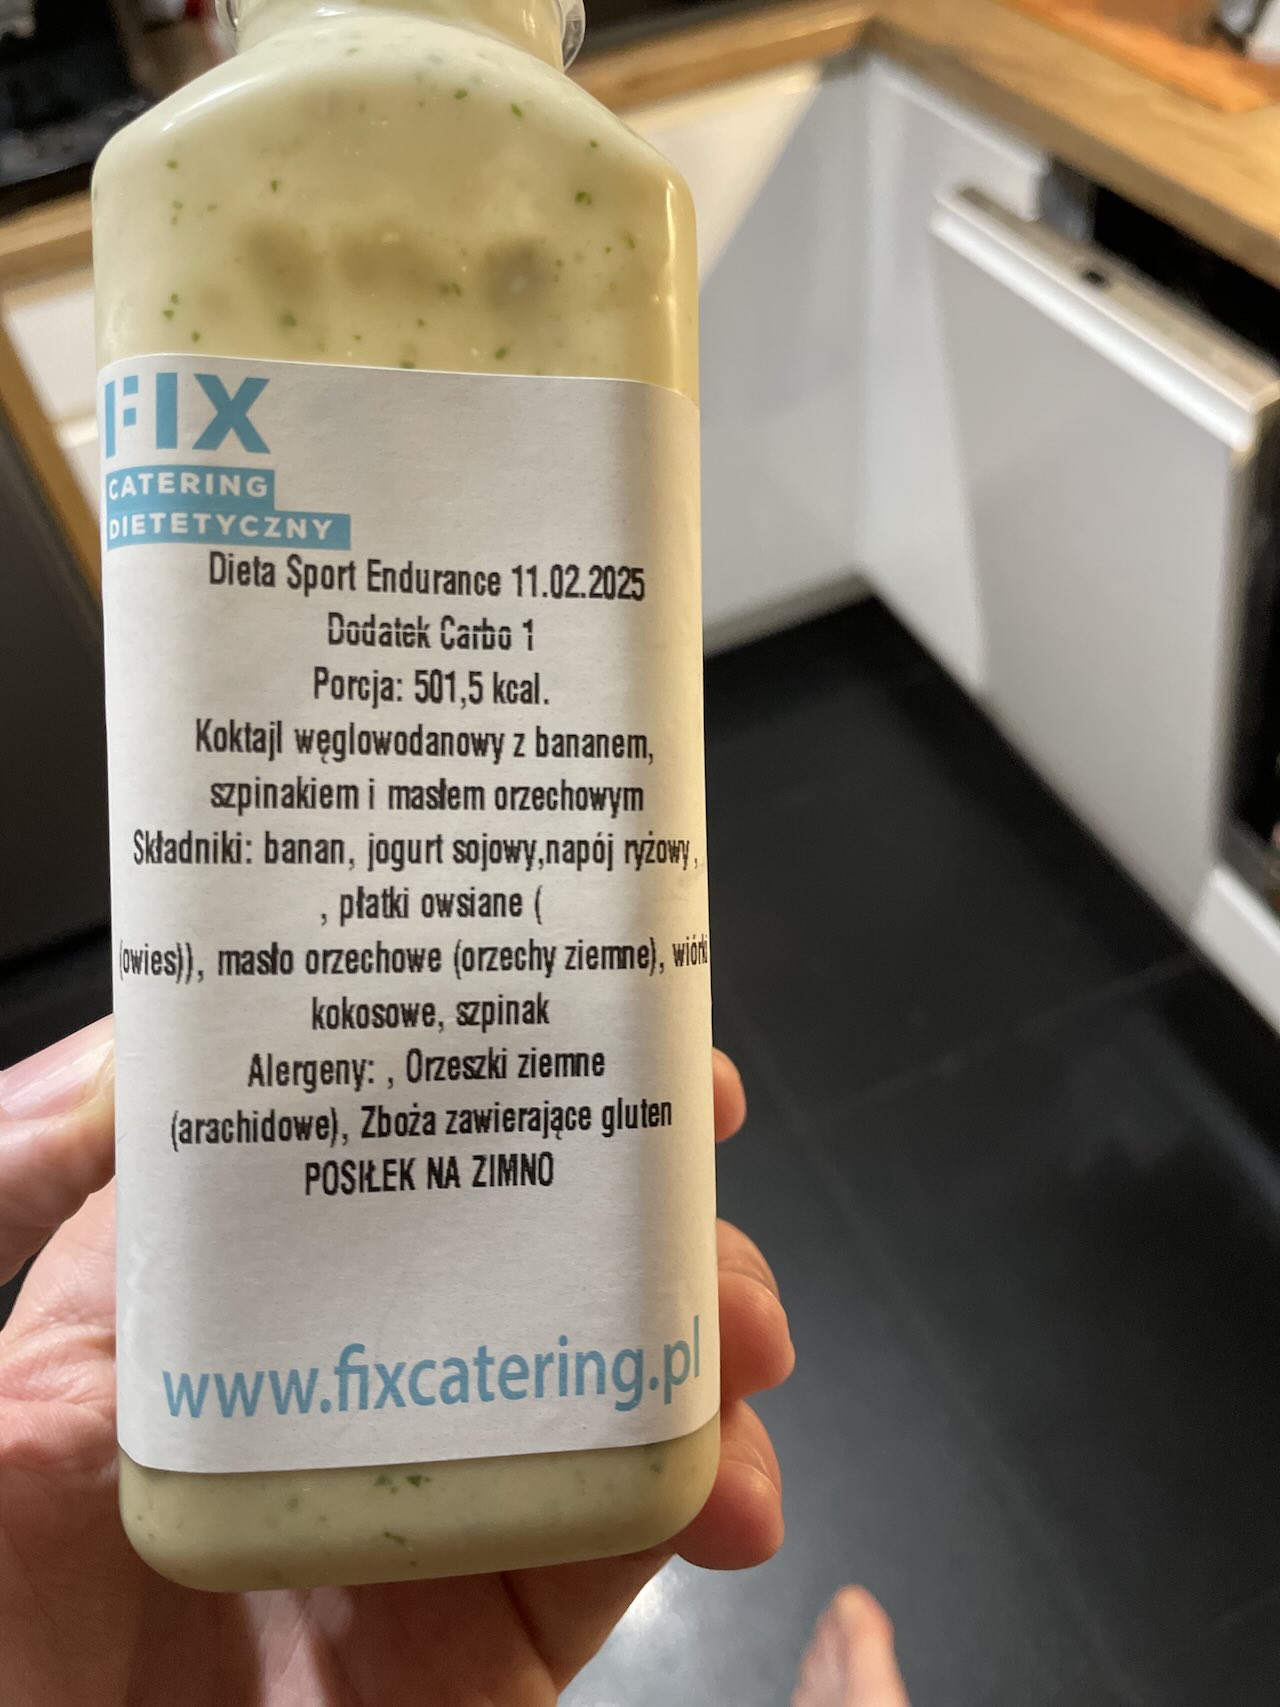 FIX
CATERING
DIETETYCZNY
Dieta Sport Endurance 11.02.2025
Dodatek Carbo 1
Porcja: 501,5 kcal.
Koktajl węglowodanowy z bananem,
szpinakiem i masłem orzechowym
Składniki: banan, jogurt sojowy,napój ryżowy,
, płatki owsiane (
(owies)), masło orzechowe (orzechy ziemne), wiórki
kokosowe, szpinak
Alergeny: , Orzeszki ziemne
(arachidowe), Zboża zawierające gluten
POSIŁEK NA ZIMNO
www.fixcatering.pl